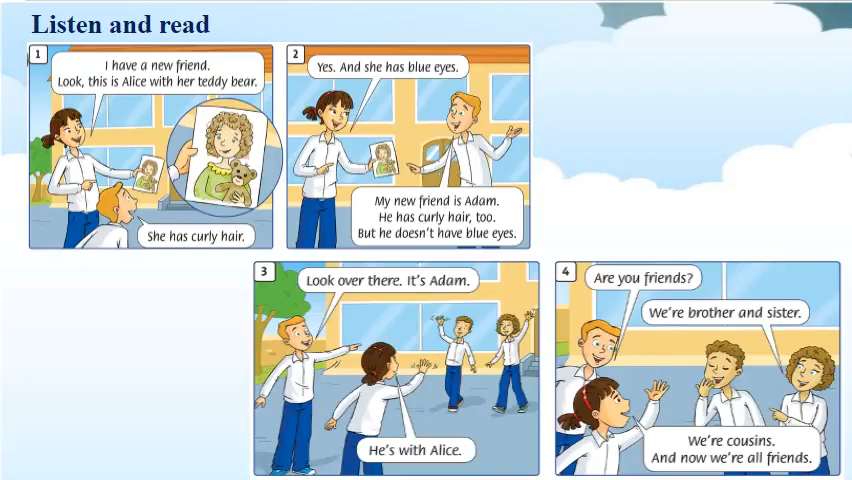 Listen and read
1
I have a new friend.
Look, this is Alice with her teddy bear.
She has curly hair.
2
Yes. And she has blue eyes.
My new friend is Adam.
He has curly hair, too.
But he doesn't have blue eyes.
3
Look over there. It's Adam.
He's with Alice.
4
Are you friends?
We're brother and sister.
We're cousins.
And now we're all friends.